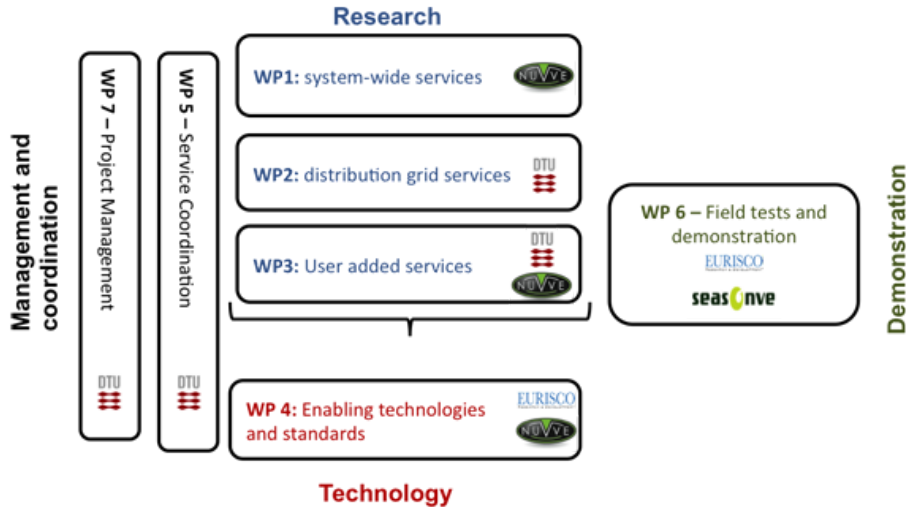 Research
Management and
coordination
WP 7 – Project Management
DTU
WP 5 – Service Coordination
DTU
WP1: system-wide services
NUVVE
WP2: distribution grid services
DTU
WP3: User added services
DTU
NUVVE
WP 4: Enabling technologies
and standards
EURISCO
NUVVE
Technology
WP 6 – Field tests and
demonstration
EURISCO
seasonve
Demonstration